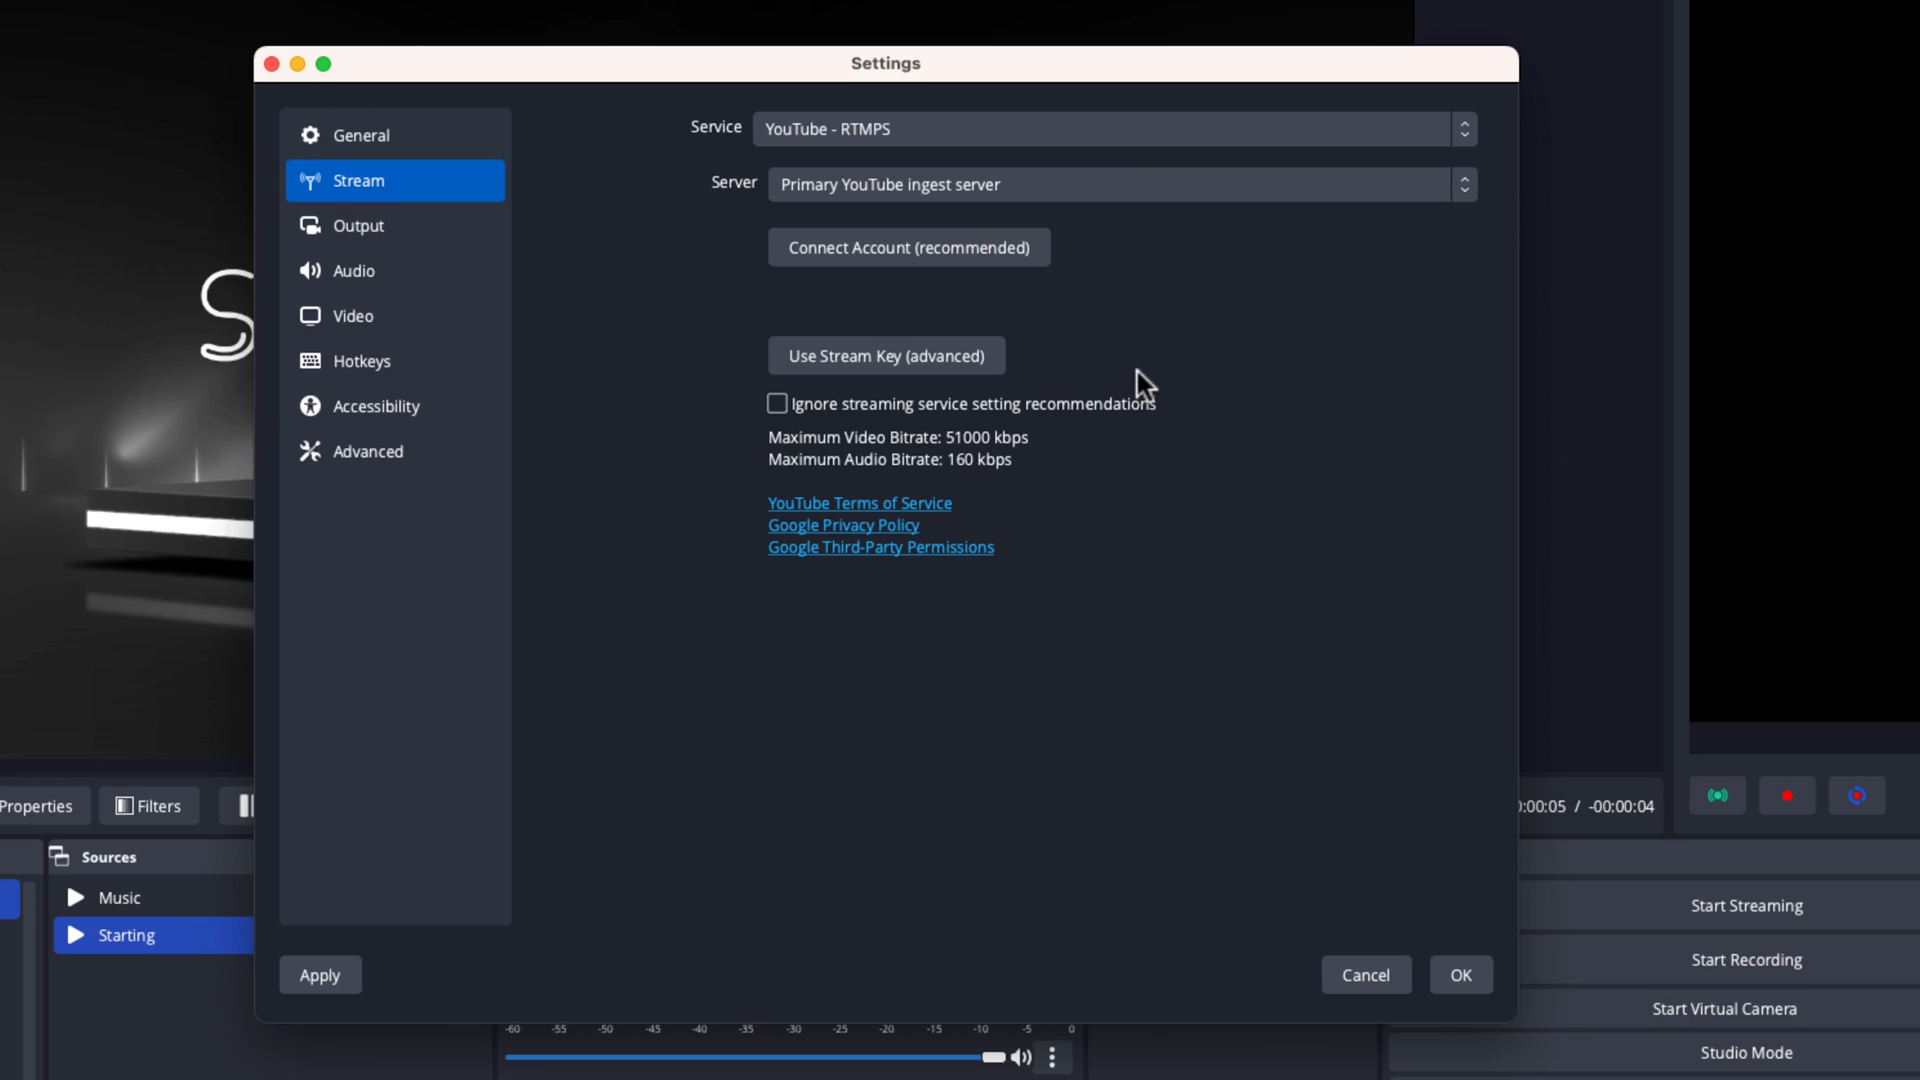 Settings
General
Stream
Output
Audio
Video
Hotkeys
Accessibility
Advanced
Service YouTube - RTMPS
Server Primary YouTube ingest server
Connect Account (recommended)
Use Stream Key (advanced)
Ignore streaming service setting recommendations
Maximum Video Bitrate: 51000 kbps
Maximum Audio Bitrate: 160 kbps
YouTube Terms of Service
Google Privacy Policy
Google Third-Party Permissions
Apply
Cancel OK
S
Properties Filters
:00:05 / -00:00:04
Sources
Music
Starting
-60 -55 -50 -45 -40 -35 -30 -25 -20 -15 -10 -5 0
Start Streaming
Start Recording
Start Virtual Camera
Studio Mode